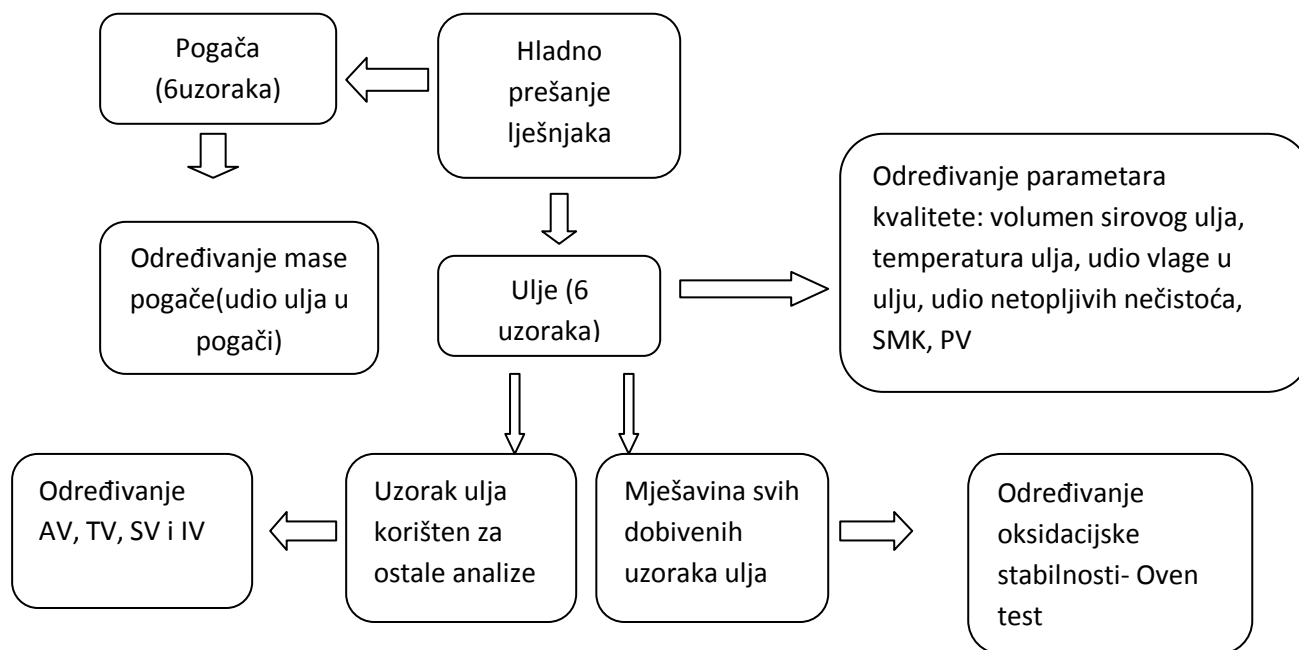 Pogača
(6uzoraka)
Hladno
prešanje
lješnjaka
Određivanje parametara
kvalitete: volumen sirovog ulja,
temperatura ulja, udio vlage u
ulju, udio netopljivih nečistoća,
SMK, PV
Određivanje mase
pogače(udio ulja u
pogači)
Ulje (6
uzoraka)
Određivanje
AV, TV, SV i IV
Uzorak ulja
korišten za
ostale analize
Mješavina svih
dobivenih
uzoraka ulja
Određivanje
oksidacijske
stabilnosti- Oven
test